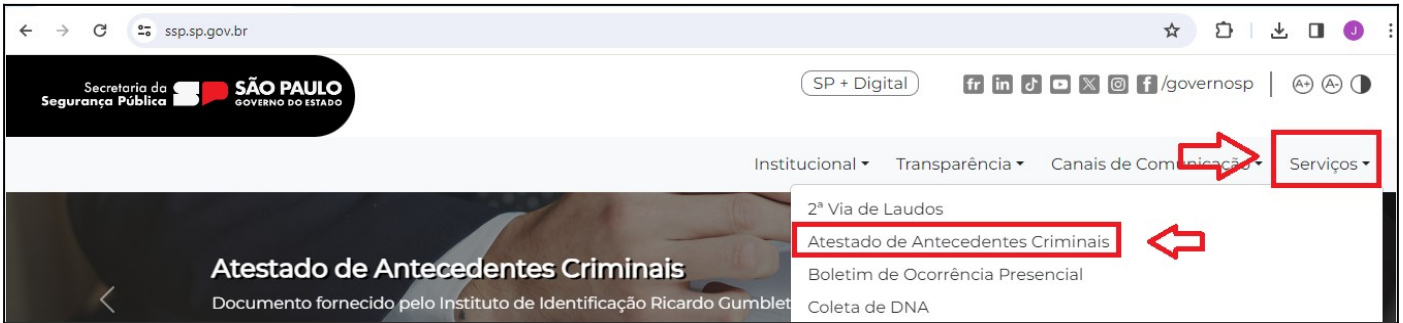 ssp.sp.gov.br
J
Secretaria da
Segurança Pública
SÃO PAULO
GOVERNO DO ESTADO
SP + Digital
fr in f /governosp
A+ A-
Institucional
Transparência
Canais de Comunicação
Serviços
2ª Via de Laudos
Atestado de Antecedentes Criminais
Boletim de Ocorrência Presencial
Coleta de DNA
Atestado de Antecedentes Criminais
Documento fornecido pelo Instituto de Identificação Ricardo Gumblet